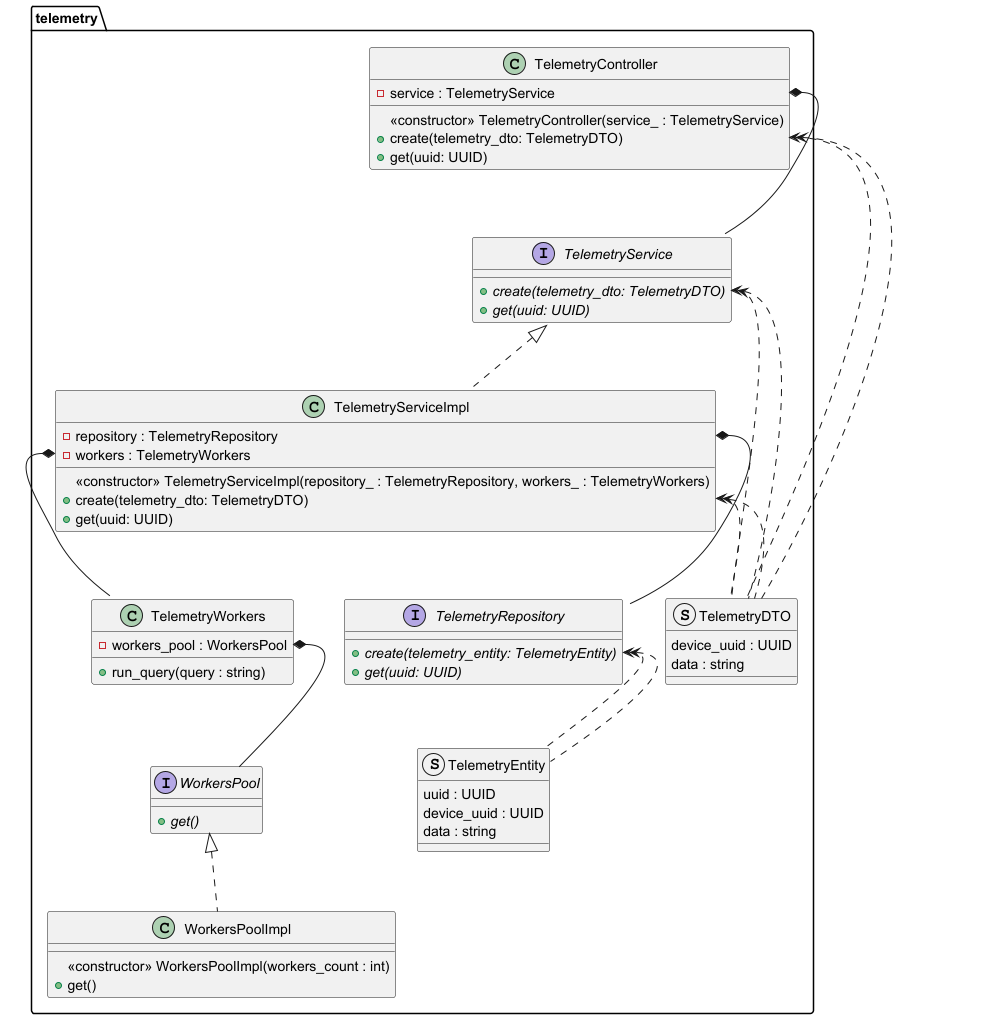 telemetry
C TelemetryController
service : TelemetryService
«constructor» TelemetryController(service_ : TelemetryService)
create(telemetry_dto: TelemetryDTO)
get(uuid: UUID)
I TelemetryService
create(telemetry_dto: TelemetryDTO)
get(uuid: UUID)
C TelemetryServiceImpl
repository : TelemetryRepository
workers : TelemetryWorkers
«constructor» TelemetryServiceImpl(repository_ : TelemetryRepository, workers_ : TelemetryWorkers)
create(telemetry_dto: TelemetryDTO)
get(uuid: UUID)
C TelemetryWorkers
workers_pool : WorkersPool
run_query(query : string)
I TelemetryRepository
create(telemetry_entity: TelemetryEntity)
get(uuid: UUID)
S TelemetryDTO
device_uuid : UUID
data : string
I WorkersPool
get()
S TelemetryEntity
uuid : UUID
device_uuid : UUID
data : string
C WorkersPoolImpl
«constructor» WorkersPoolImpl(workers_count : int)
get()